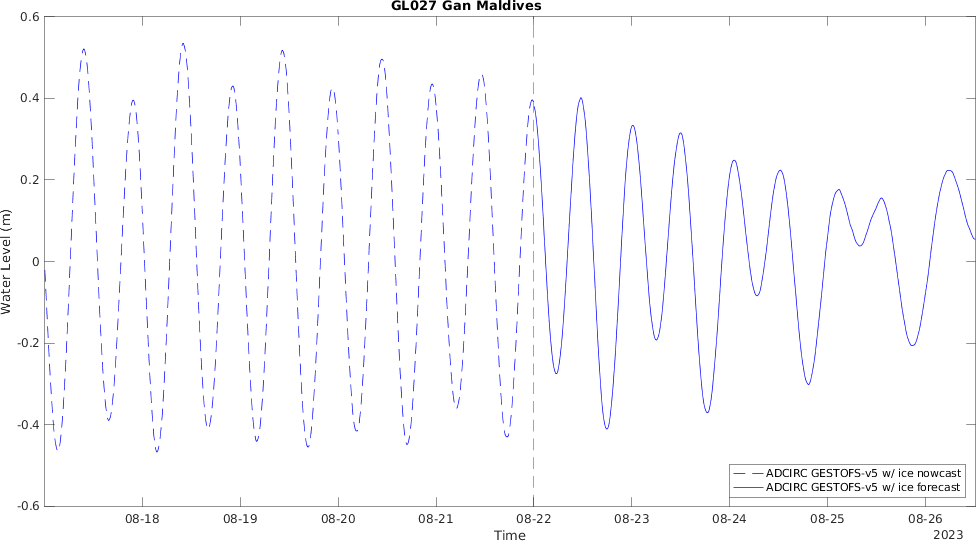 GL027 Gan Maldives
0.6
0.4
0.2
0
-0.2
-0.4
-0.6
Water Level (m)
08-18 08-19 08-20 08-21 08-22 08-23 08-24 08-25 08-26
Time
2023
ADCIRC GESTOFS-v5 w/ ice nowcast
ADCIRC GESTOFS-v5 w/ ice forecast